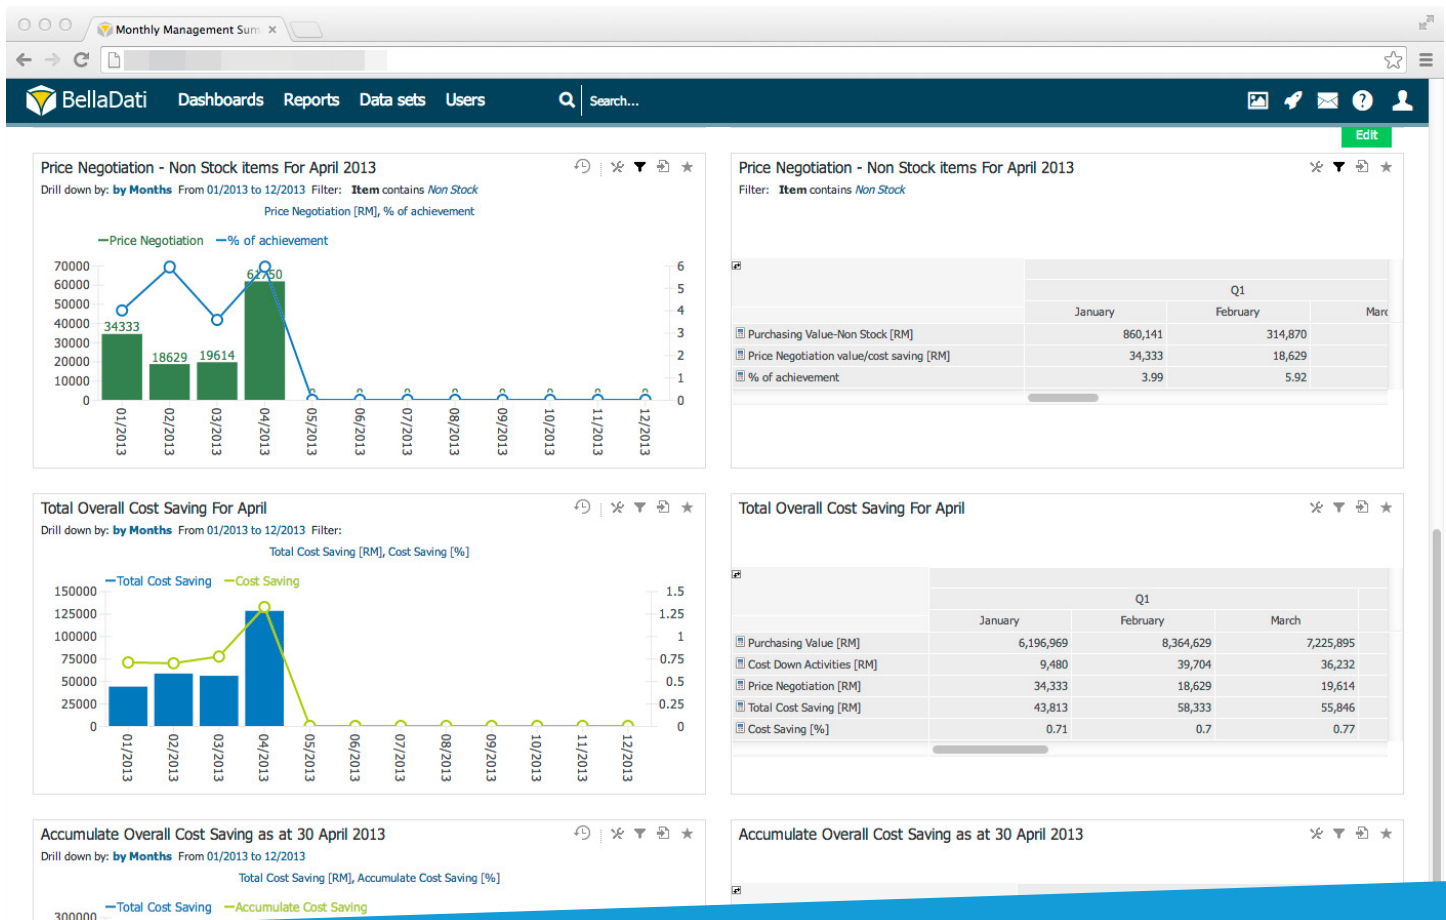 Monthly Management Sum
BellaDati Dashboards Reports Data sets Users Search...
Edit
Price Negotiation - Non Stock items For April 2013
Drill down by: by Months From 01/2013 to 12/2013 Filter: Item contains Non Stock
Price Negotiation [RM], % of achievement
Price Negotiation % of achievement
70000
60000
50000
40000
30000
20000
10000
0
34333
18629
19614
61750
0 0 0 0 0 0 0 0
6
5
4
3
2
1
0
01/2013
02/2013
03/2013
04/2013
05/2013
06/2013
07/2013
08/2013
09/2013
10/2013
11/2013
12/2013
Price Negotiation - Non Stock items For April 2013
Filter: Item contains Non Stock
Q1
January February Marc
Purchasing Value-Non Stock [RM] 860,141 314,870
Price Negotiation value/cost saving [RM] 34,333 18,629
% of achievement 3.99 5.92
Total Overall Cost Saving For April
Drill down by: by Months From 01/2013 to 12/2013 Filter:
Total Cost Saving [RM], Cost Saving [%]
Total Cost Saving Cost Saving
150000
125000
100000
75000
50000
25000
0
1.5
1.25
1
0.75
0.5
0.25
0
01/2013
02/2013
03/2013
04/2013
05/2013
06/2013
07/2013
08/2013
09/2013
10/2013
11/2013
12/2013
Total Overall Cost Saving For April
Q1
January February March
Purchasing Value [RM] 6,196,969 8,364,629 7,225,895
Cost Down Activities [RM] 9,480 39,704 36,232
Price Negotiation [RM] 34,333 18,629 19,614
Total Cost Saving [RM] 43,813 58,333 55,846
Cost Saving [%] 0.71 0.7 0.77
Accumulate Overall Cost Saving as at 30 April 2013
Drill down by: by Months From 01/2013 to 12/2013
Total Cost Saving [RM], Accumulate Cost Saving [%]
Total Cost Saving Accumulate Cost Saving
300000
Accumulate Overall Cost Saving as at 30 April 2013